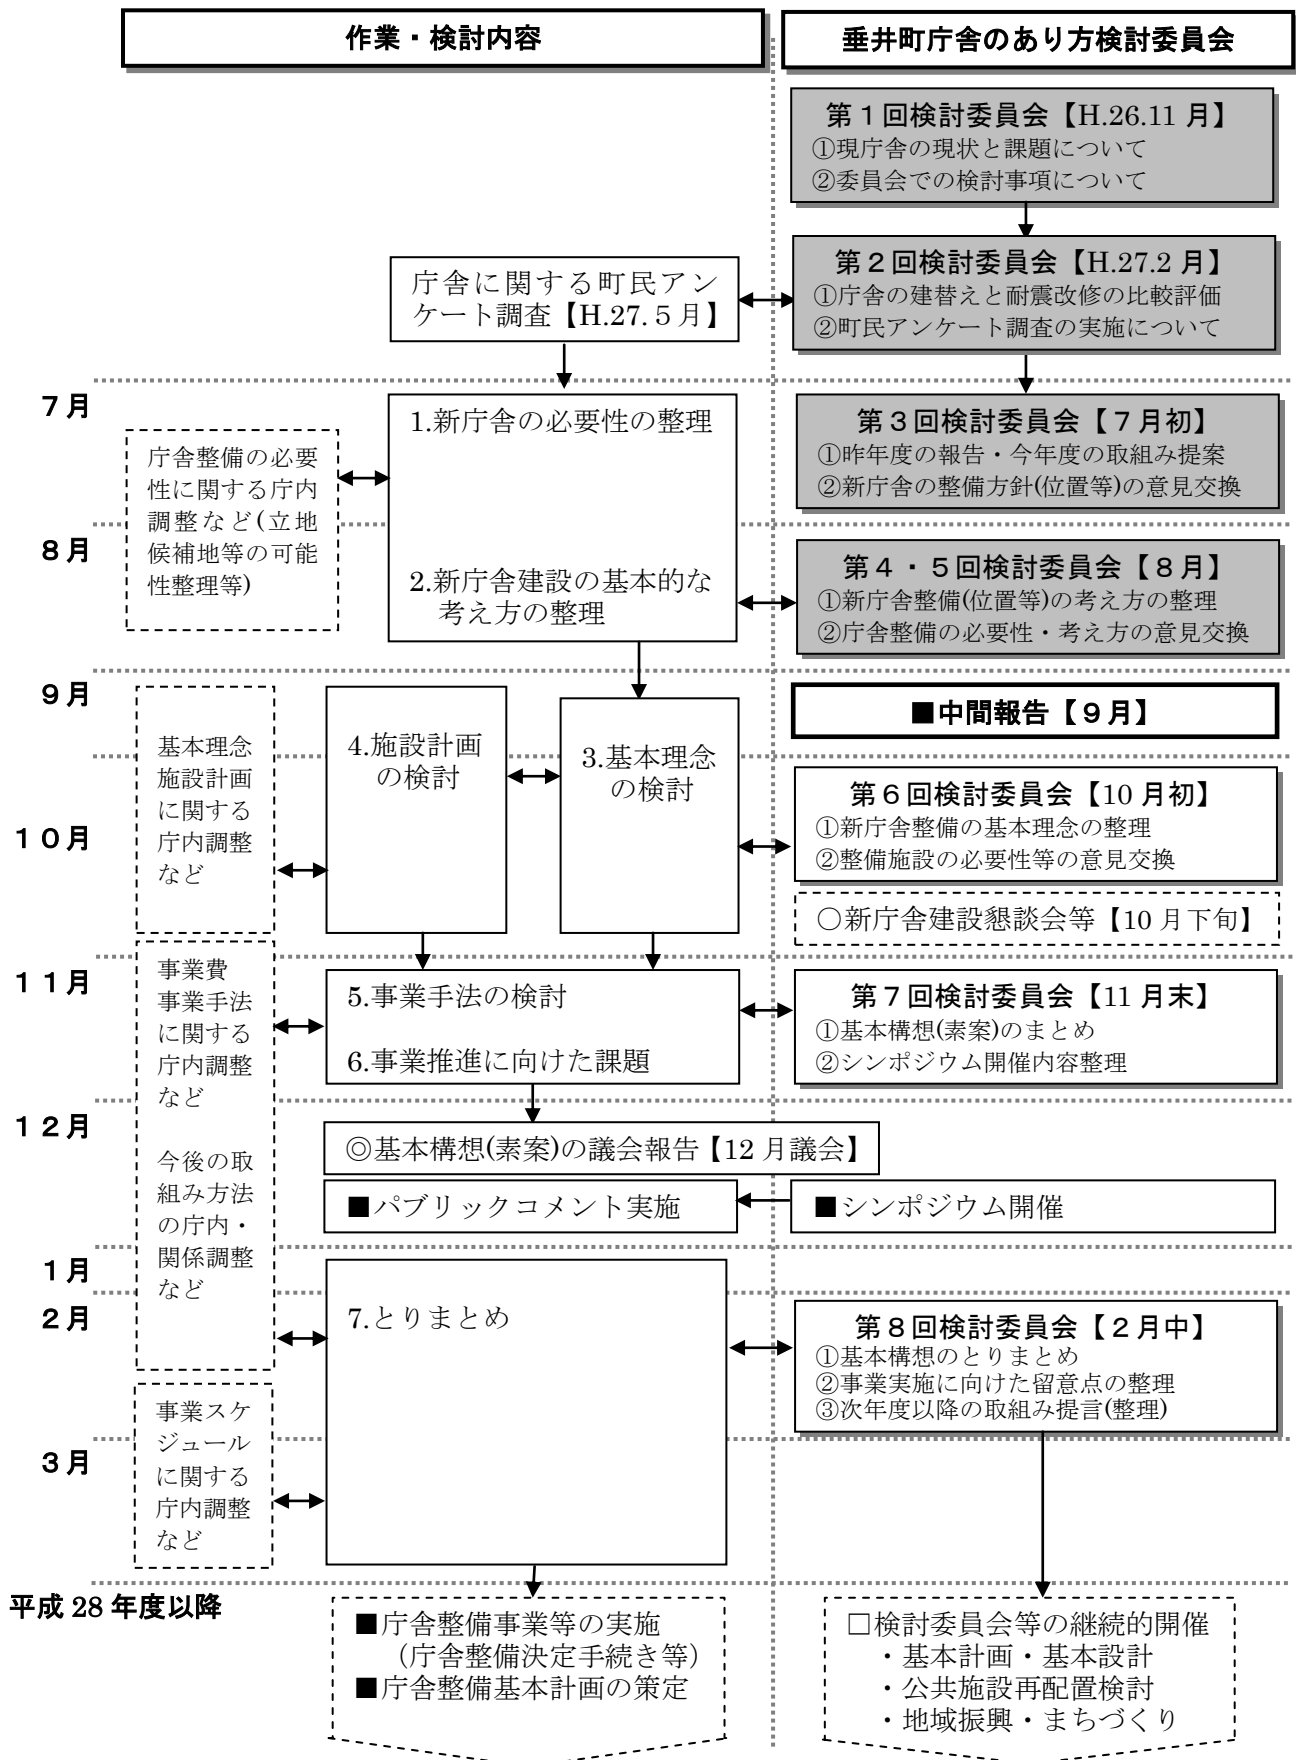 作業・検討内容
垂井町庁舎のあり方検討委員会
第1回検討委員会【H.26.11月】
①現庁舎の現状と課題について
②委員会での検討事項について
庁舎に関する町民アン
ケート調査【H.27.5月】
第2回検討委員会【H.27.2月】
①庁舎の建替えと耐震改修の比較評価
②町民アンケート調査の実施について
7月
庁舎整備の必要
性に関する庁内
調整など(立地
候補地等の可能
性整理等)
1.新庁舎の必要性の整理
第3回検討委員会【7月初】
①昨年度の報告・今年度の取組み提案
②新庁舎の整備方針(位置等)の意見交換
8月
2.新庁舎建設の基本的な
考え方の整理
第4・5回検討委員会【8月】
①新庁舎整備(位置等)の考え方の整理
②庁舎整備の必要性・考え方の意見交換
9月
基本理念
施設計画
に関する
庁内調整
など
4.施設計画
の検討
3.基本理念
の検討
■中間報告【9月】
10月
第6回検討委員会【10月初】
①新庁舎整備の基本理念の整理
②整備施設の必要性等の意見交換
○新庁舎建設懇談会等【10月下旬】
11月
事業費
事業手法
に関する
庁内調整
など
5.事業手法の検討
6.事業推進に向けた課題
第7回検討委員会【11月末】
①基本構想(素案)のまとめ
②シンポジウム開催内容整理
12月
今後の取
組み方法
の庁内・
関係調整
など
◎基本構想(素案)の議会報告【12月議会】
■パブリックコメント実施
■シンポジウム開催
1月
2月
7.とりまとめ
第8回検討委員会【2月中】
①基本構想のとりまとめ
②事業実施に向けた留意点の整理
③次年度以降の取組み提言(整理)
3月
事業スケ
ジュール
に関する
庁内調整
など
平成28年度以降
■庁舎整備事業等の実施
(庁舎整備決定手続き等)
■庁舎整備基本計画の策定
□検討委員会等の継続的開催
・基本計画・基本設計
・公共施設再配置検討
・地域振興・まちづくり